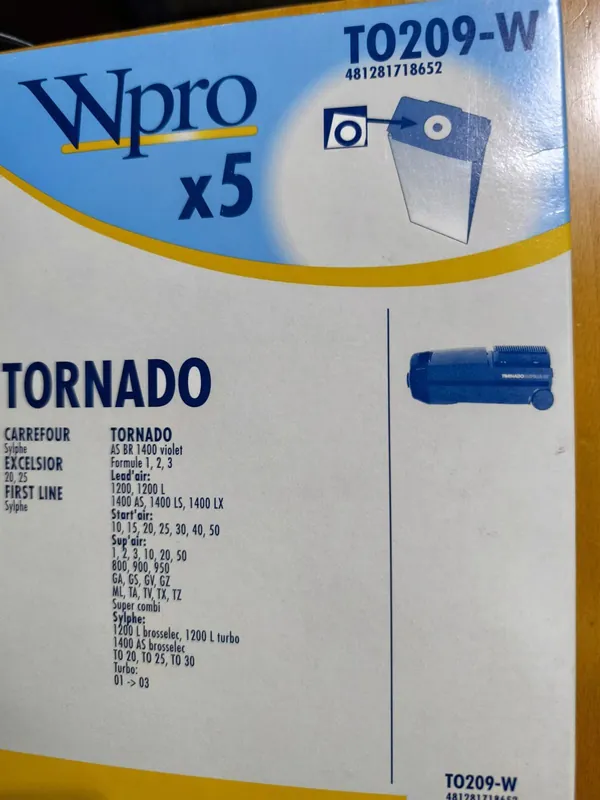 TO209-W
481281718652
Wpro
x5
TORNADO
CARREFOUR
Sylphe
EXCELSIOR
20, 25
FIRST LINE
Sylphe
TORNADO
AS BR 1400 violet
Formule 1, 2, 3
Lead'air:
1200, 1200 L
1400 AS, 1400 LS, 1400 LX
Start'air:
10, 15, 20, 25, 30, 40, 50
Sup'air:
1, 2, 3, 10, 20, 50
800, 900, 950
GA, GS, GV, GZ
ML, TA, TV, TX, TZ
Super combi
Sylphe:
1200 L brosselec, 1200 L turbo
1400 AS brosselec
TO 20, TO 25, TO 30
Turbo:
01 -> 03
TORNADO
TO209-W
481281718652